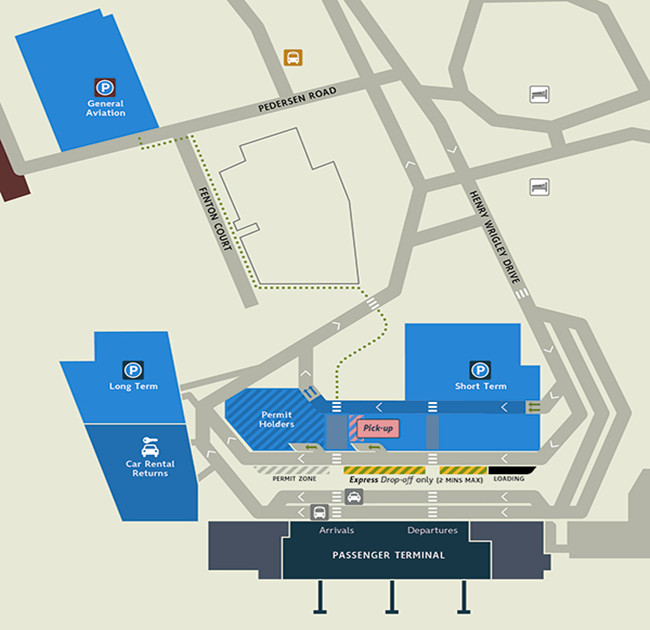 P
General
Aviation
PEDERSEN ROAD
FENTON COURT
HENRY WRIGLEY DRIVE
P
Long Term
P
Short Term
Permit
Holders
Pick-up
Car Rental
Returns
PERMIT ZONE
Express Drop-off only (2 MINS MAX)
LOADING
Arrivals
Departures
PASSENGER TERMINAL